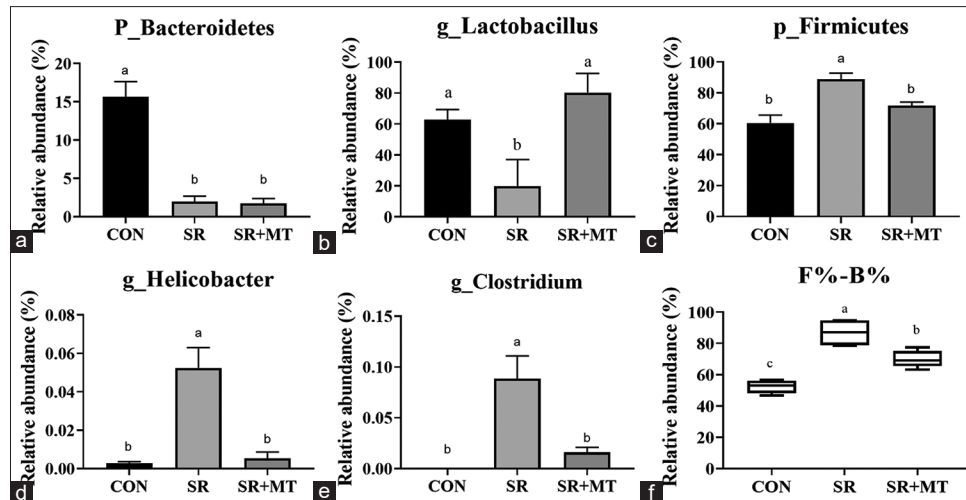 P_Bacteroidetes
Relative abundance (%)
20
15
10
5
0
a
b
b
CON
SR
SR+MT
a
g_Lactobacillus
Relative abundance (%)
100
80
60
40
20
0
a
b
a
CON
SR
SR+MT
b
p_Firmicutes
Relative abundance (%)
100
80
60
40
20
0
b
a
b
CON
SR
SR+MT
c
g_Helicobacter
Relative abundance (%)
0.08
0.06
0.04
0.02
0.00
b
a
b
CON
SR
SR+MT
d
g_Clostridium
Relative abundance (%)
0.15
0.10
0.05
0.00
b
a
b
CON
SR
SR+MT
e
F%-B%
Relative abundance (%)
100
80
60
40
20
0
c
a
b
CON
SR
SR+MT
f